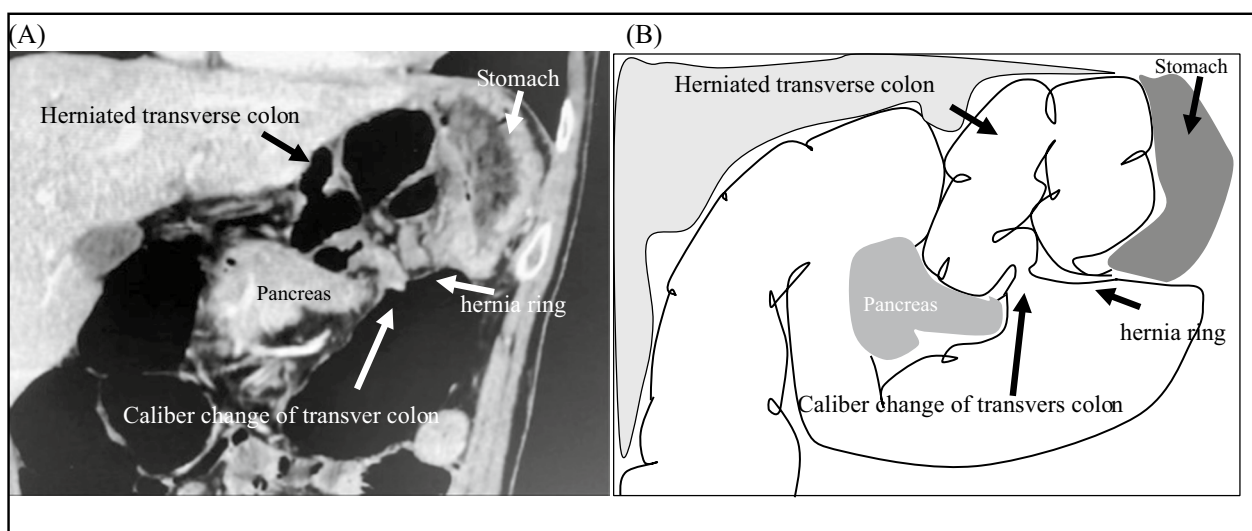 (A)
Stomach
Herniated transverse colon
Pancreas
hernia ring
Caliber change of transver colon
(B)
Herniated transverse colon
Stomach
Pancreas
hernia ring
Caliber change of transvers colon